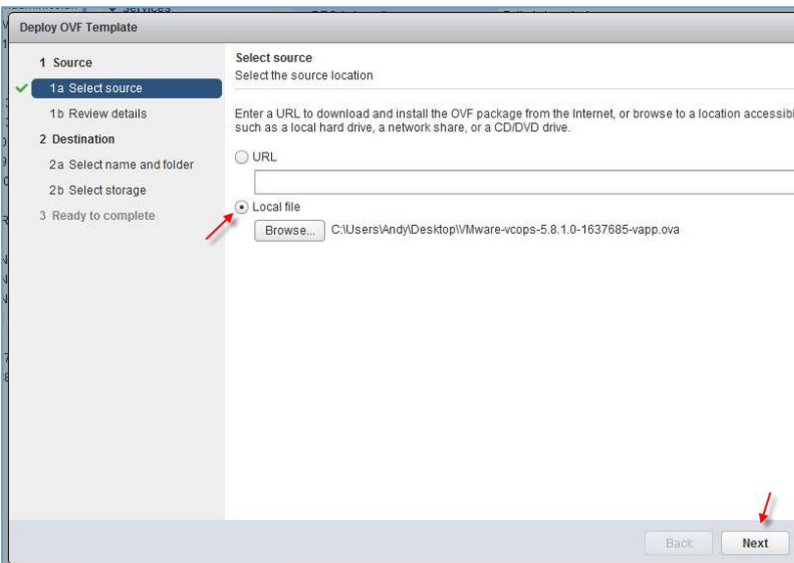 Deploy OVF Template
1 Source
1a Select source
1b Review details
2 Destination
2a Select name and folder
2b Select storage
3 Ready to complete
Select source
Select the source location
Enter a URL to download and install the OVF package from the Internet, or browse to a location accessibl
such as a local hard drive, a network share, or a CD/DVD drive.
URL
Local file
Browse... C:\Users\Andy\Desktop\VMware-vcops-5.8.1.0-1637685-vapp.ova
Back Next